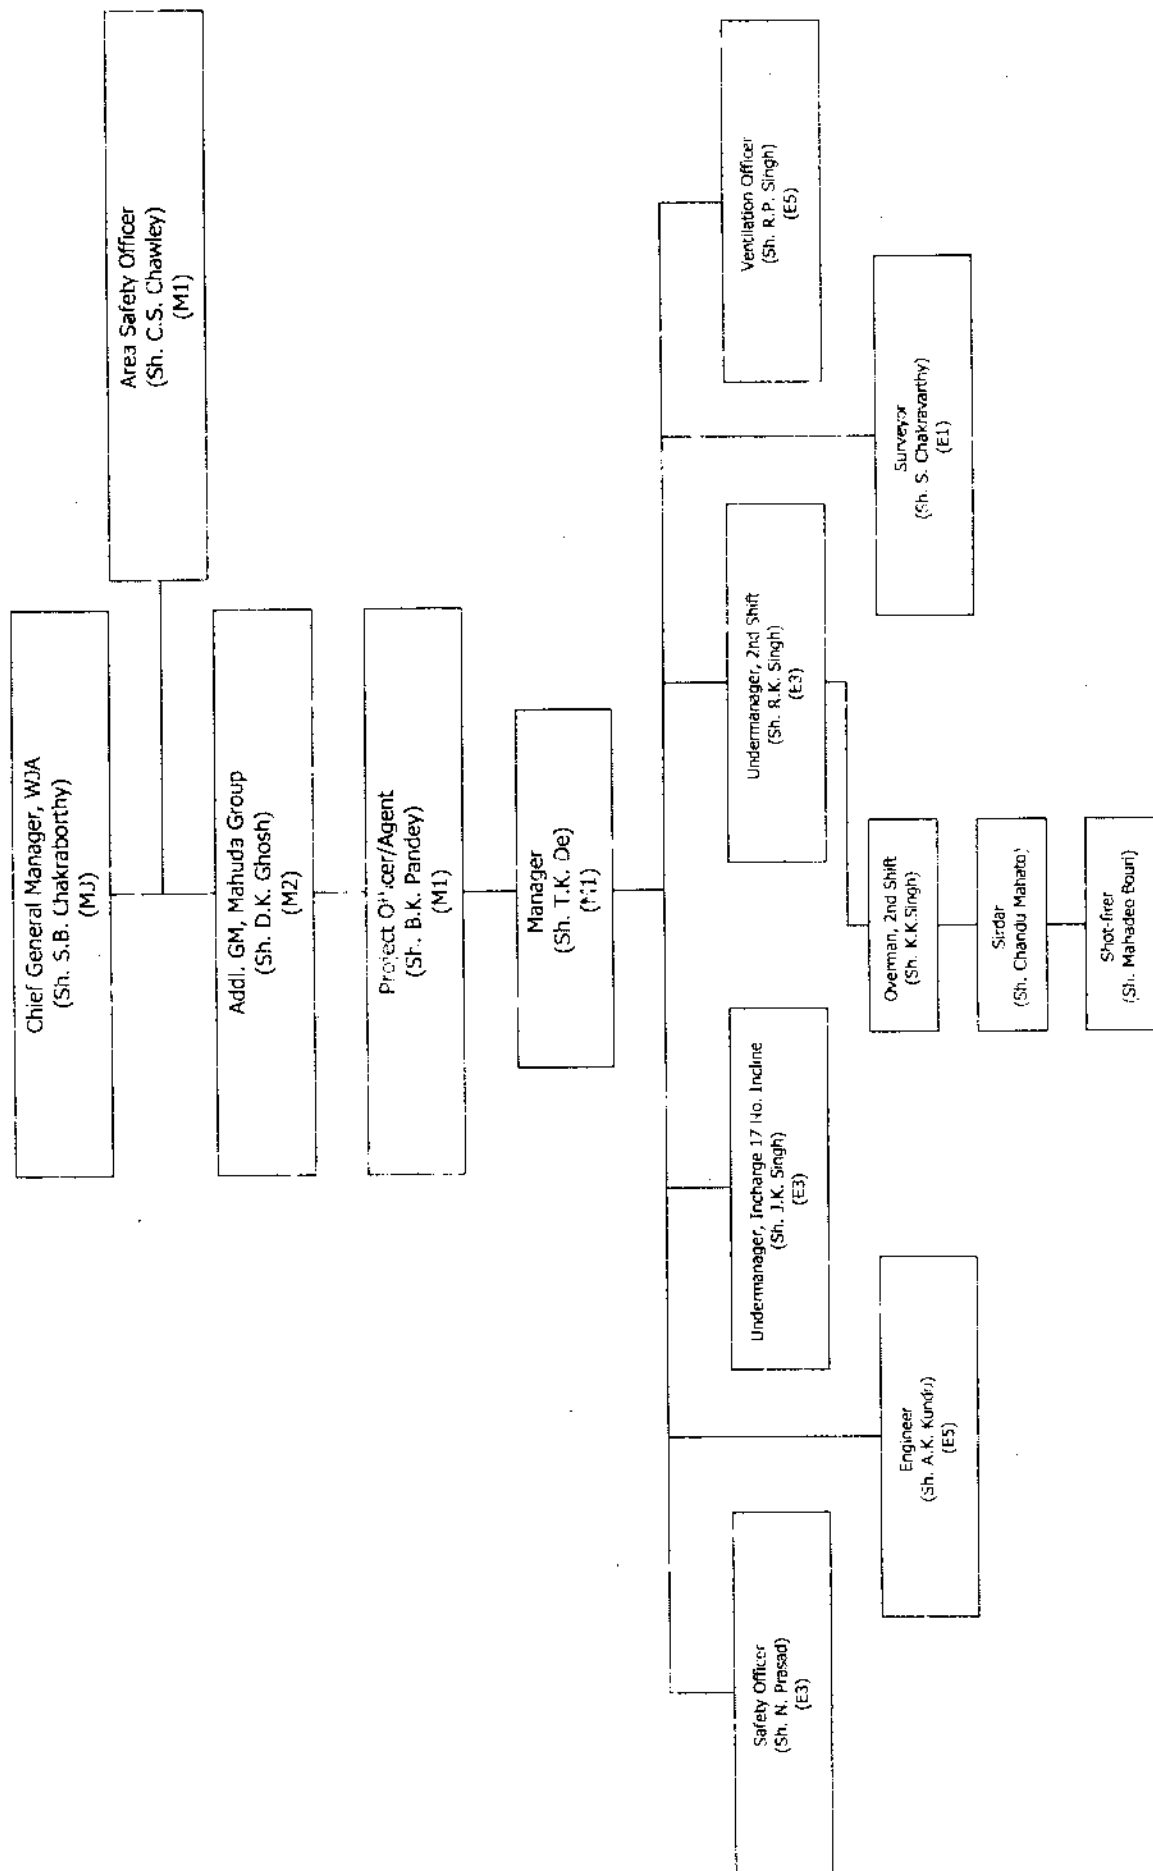 Chief General Manager, WJA
(Sh. S.B. Chakraborthy)
(M3)
Area Safety Officer
(Sh. C.S. Chawley)
(M1)
Addl. GM, Mahuda Group
(Sh. D.K. Ghosh)
(M2)
Project Officer/Agent
(Sh. B.K. Pandey)
(M1)
Manager
(Sh. T.K. De)
(M1)
Safety Officer
(Sh. N. Prasad)
(E3)
Engineer
(Sh. A.K. Kundu)
(E5)
Undermanager, Incharge 17 No. Incline
(Sh. J.K. Singh)
(E3)
Undermanager, 2nd Shift
(Sh. R.K. Singh)
(E3)
Surveyor
(Sh. S. Chakravarthy)
(E1)
Ventilation Officer
(Sh. R.P. Singh)
(E5)
Overman, 2nd Shift
(Sh. K.K.Singh)
Sirdar
(Sh. Chandu Mahato)
Shot-firer
(Sh. Mahadeo Bouri)